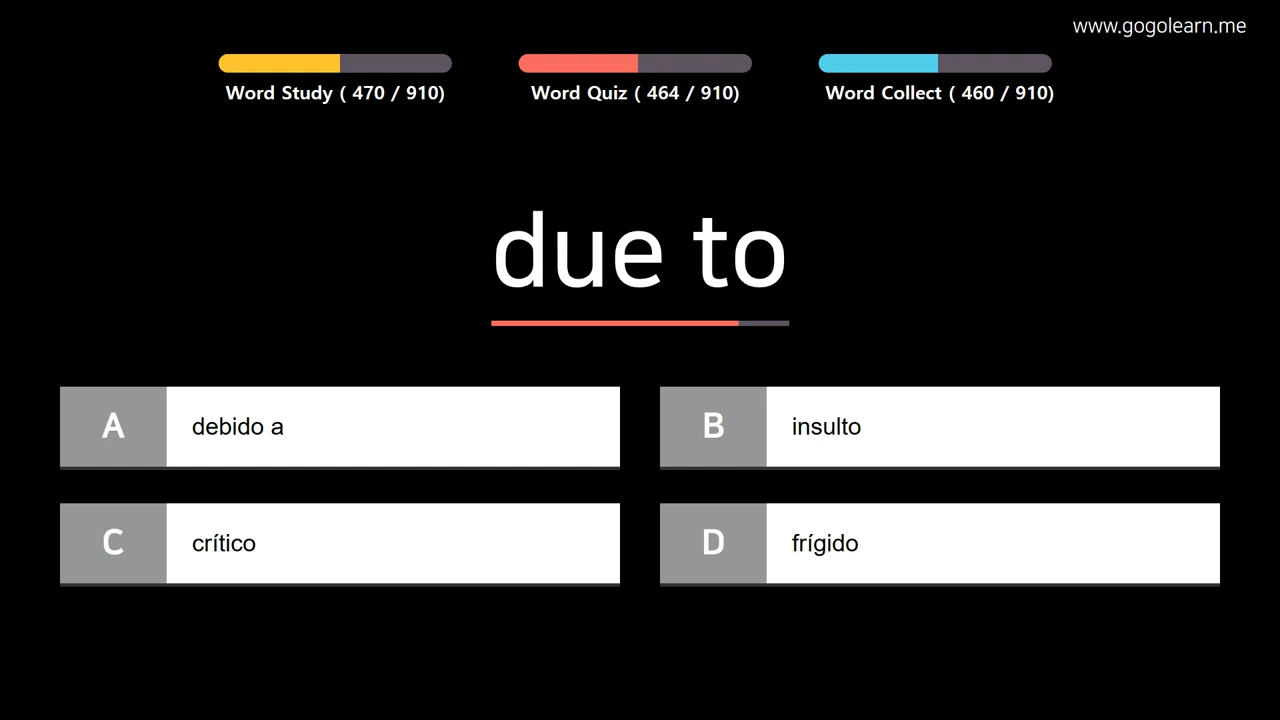 www.gogolearn.me
Word Study ( 470 / 910)
Word Quiz ( 464 / 910)
Word Collect ( 460 / 910)
due to
A debido a
B insulto
C crítico
D frígido